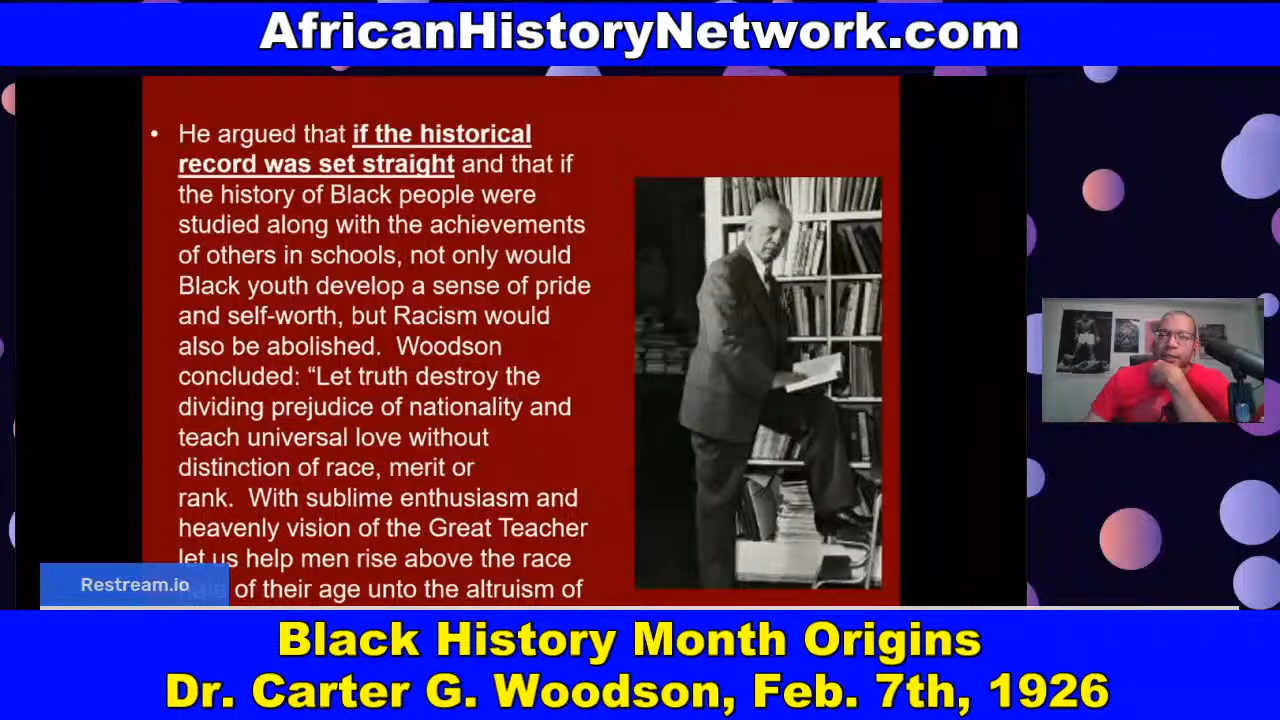 AfricanHistoryNetwork.com
• He argued that if the historical
record was set straight and that if
the history of Black people were
studied along with the achievements
of others in schools, not only would
Black youth develop a sense of pride
and self-worth, but Racism would
also be abolished. Woodson
concluded: “Let truth destroy the
dividing prejudice of nationality and
teach universal love without
distinction of race, merit or
rank. With sublime enthusiasm and
heavenly vision of the Great Teacher
let us help men rise above the race
of their age unto the altruism of
Restream.io
Black History Month Origins
Dr. Carter G. Woodson, Feb. 7th, 1926